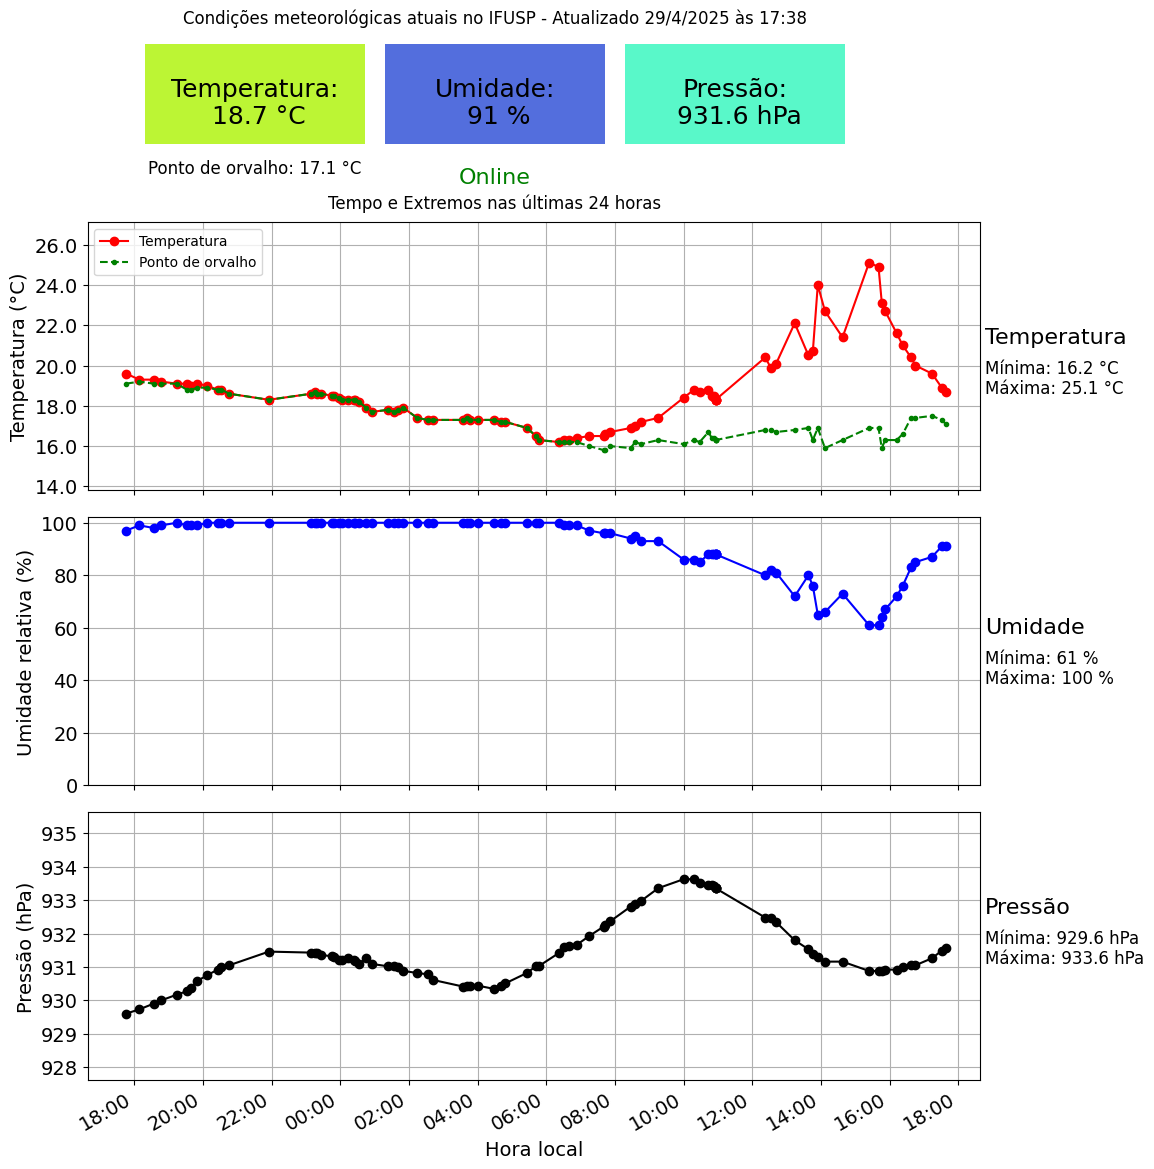 Condições meteorológicas atuais no IFUSP - Atualizado 29/4/2025 às 17:38
Temperatura:
18.7 °C
Umidade:
91 %
Pressão:
931.6 hPa
Ponto de orvalho: 17.1 °C
Online
Tempo e Extremos nas últimas 24 horas
Temperatura (°C)
26.0
24.0
22.0
20.0
18.0
16.0
14.0
Temperatura
Ponto de orvalho
Temperatura
Mínima: 16.2 °C
Máxima: 25.1 °C
Umidade relativa (%)
100
80
60
40
20
0
Umidade
Mínima: 61 %
Máxima: 100 %
Pressão (hPa)
935
934
933
932
931
930
929
928
Pressão
Mínima: 929.6 hPa
Máxima: 933.6 hPa
18:00 20:00 22:00 00:00 02:00 04:00 06:00 08:00 10:00 12:00 14:00 16:00 18:00
Hora local